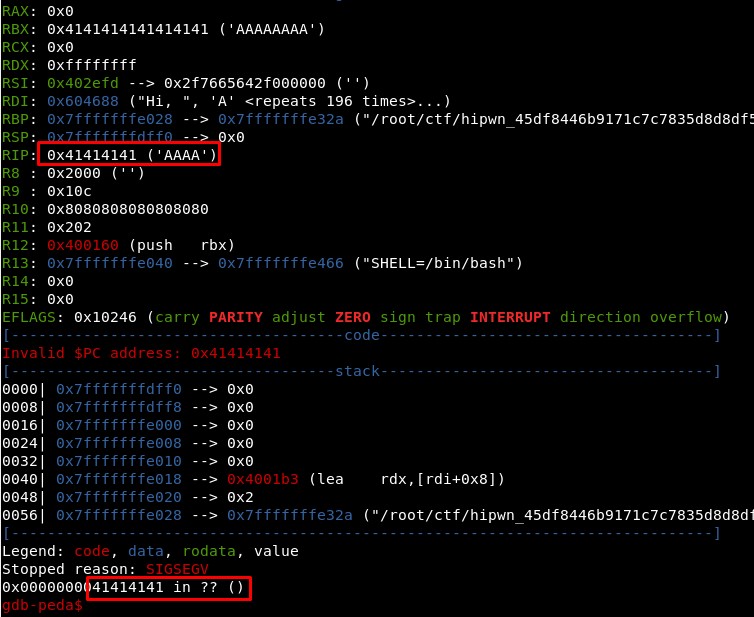 RAX: 0x0
RBX: 0x4141414141414141 ('AAAAAAAA')
RCX: 0x0
RDX: 0xffffffff
RSI: 0x402efd --> 0x2f7665642f000000 ('')
RDI: 0x604688 ("Hi, ", 'A' <repeats 196 times>...)
RBP: 0x7fffffffe028 --> 0x7fffffffe32a ("/root/ctf/hipwn_45df8446b9171c7c7835d8d8df5
RSP: 0x7fffffffdff0 --> 0x0
RIP: 0x41414141 ('AAAA')
R8 : 0x2000 ('')
R9 : 0x10c
R10: 0x8080808080808080
R11: 0x202
R12: 0x400160 (push   rbx)
R13: 0x7fffffffe040 --> 0x7fffffffe466 ("SHELL=/bin/bash")
R14: 0x0
R15: 0x0
EFLAGS: 0x10246 (carry PARITY adjust ZERO sign trap INTERRUPT direction overflow)
[-------------------------------------code-------------------------------------]
Invalid $PC address: 0x41414141
[------------------------------------stack-------------------------------------]
0000| 0x7fffffffdff0 --> 0x0
0008| 0x7fffffffdff8 --> 0x0
0016| 0x7fffffffe000 --> 0x0
0024| 0x7fffffffe008 --> 0x0
0032| 0x7fffffffe010 --> 0x0
0040| 0x7fffffffe018 --> 0x4001b3 (lea    rdx,[rdi+0x8])
0048| 0x7fffffffe020 --> 0x2
0056| 0x7fffffffe028 --> 0x7fffffffe32a ("/root/ctf/hipwn_45df8446b9171c7c7835d8d8df
[------------------------------------------------------------------------------]
Legend: code, data, rodata, value
Stopped reason: SIGSEGV
0x0000000041414141 in ?? ()
gdb-peda$